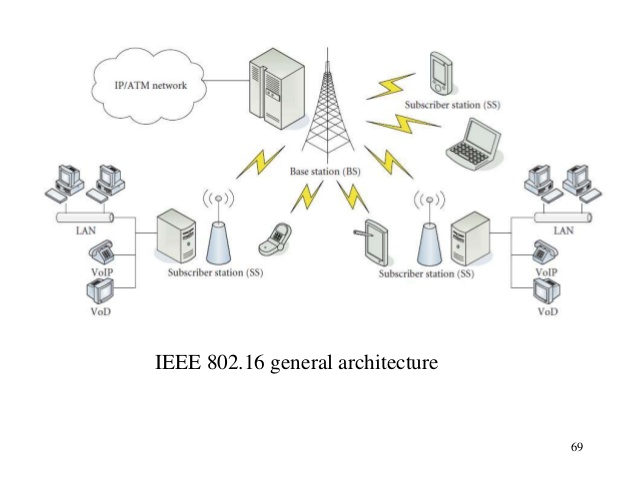 IP/ATM network
Subscriber station (SS)
Base station (BS)
LAN
VoIP
VoD
Subscriber station (SS)
Subscriber station (SS)
LAN
VoIP
VoD
IEEE 802.16 general architecture
69